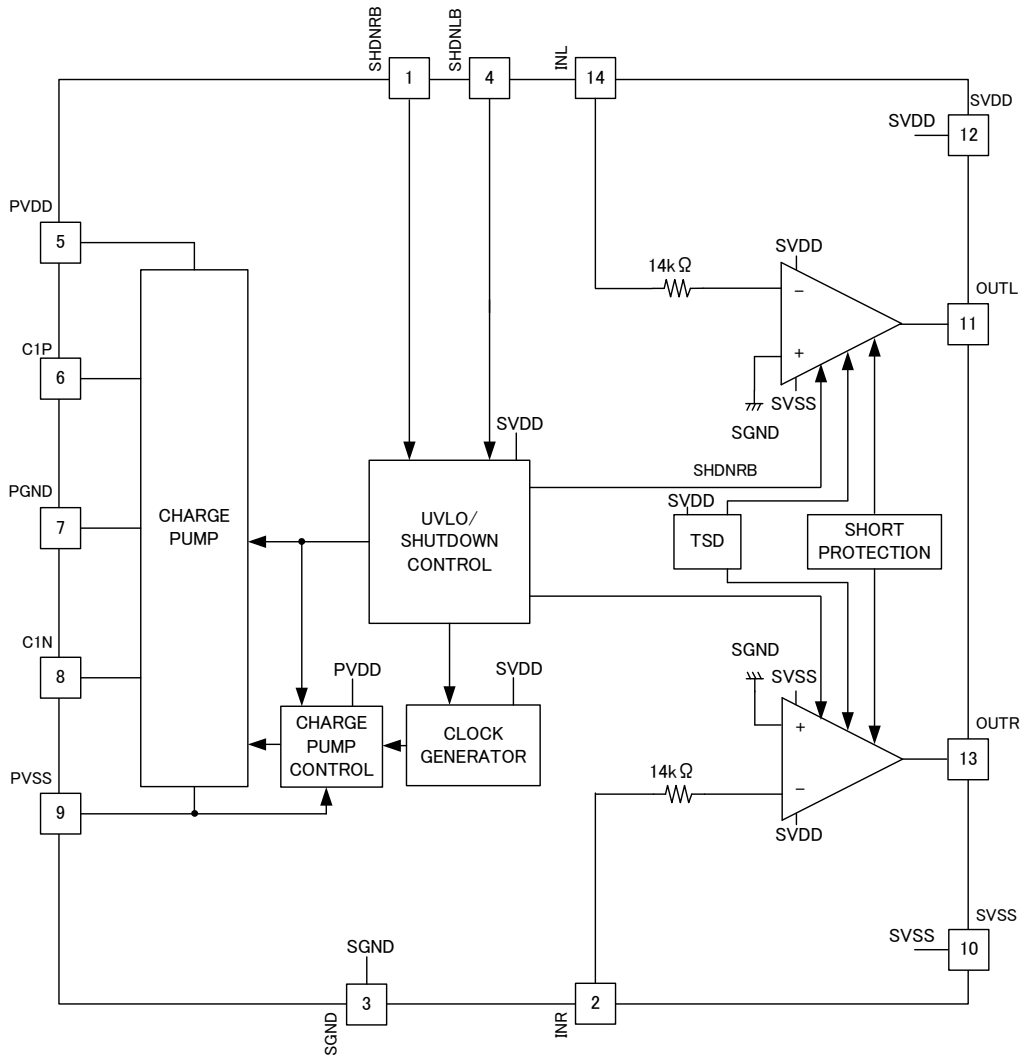 SHDNRB
1
SHDNLB
4
INL
14
SVDD
SVDD
12
PVDD
5
14kΩ
SVDD
−
+
SVSS
SGND
OUTL
11
C1P
6
SVDD
SHDNRB
PGND
7
CHARGE
PUMP
UVLO/
SHUTDOWN
CONTROL
SVDD
TSD
SHORT
PROTECTION
C1N
8
PVDD
SVDD
SGND
SVSS
CHARGE
PUMP
CONTROL
CLOCK
GENERATOR
+
−
OUTR
13
PVSS
9
14kΩ
SVDD
SVSS
SVSS
10
SGND
SGND
3
INR
2